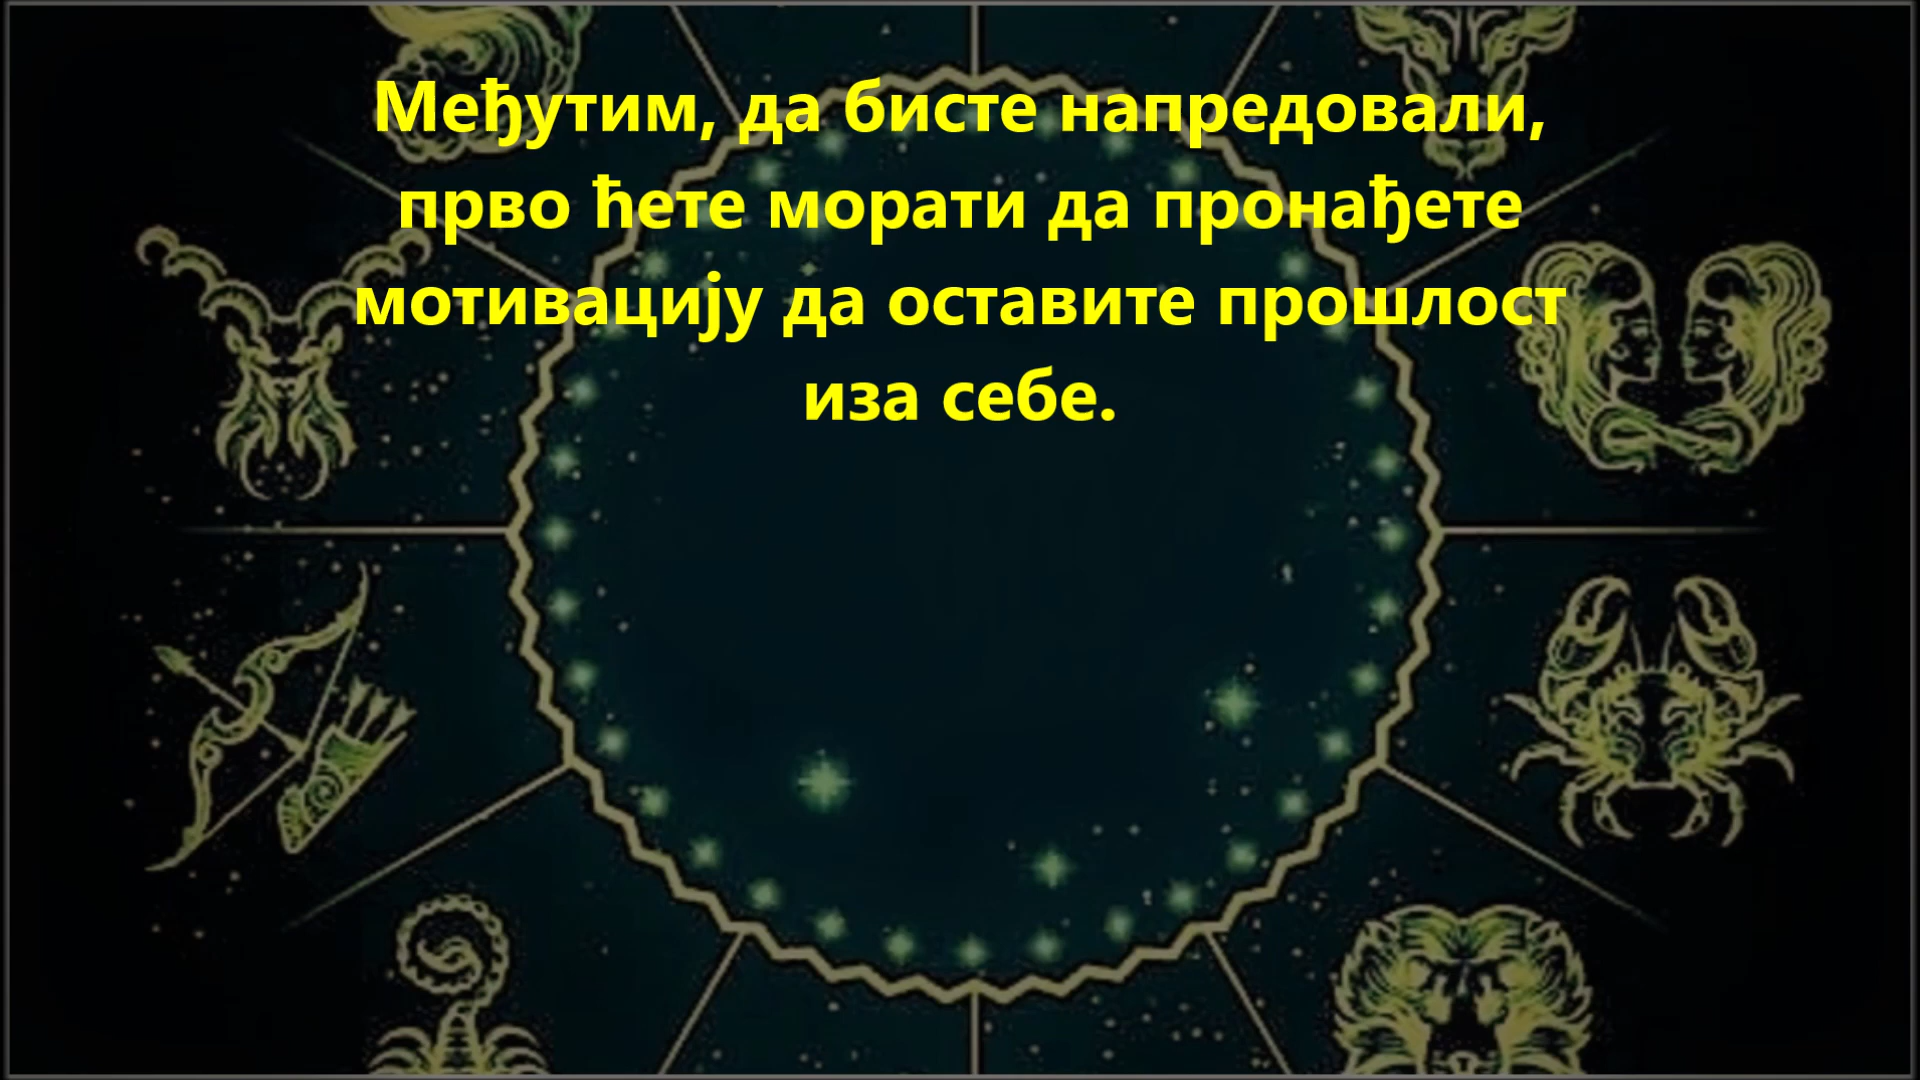 Међутим, да бисте напредовали,
прво ћете морати да пронађете
мотивацију да оставите прошлост
иза себе.